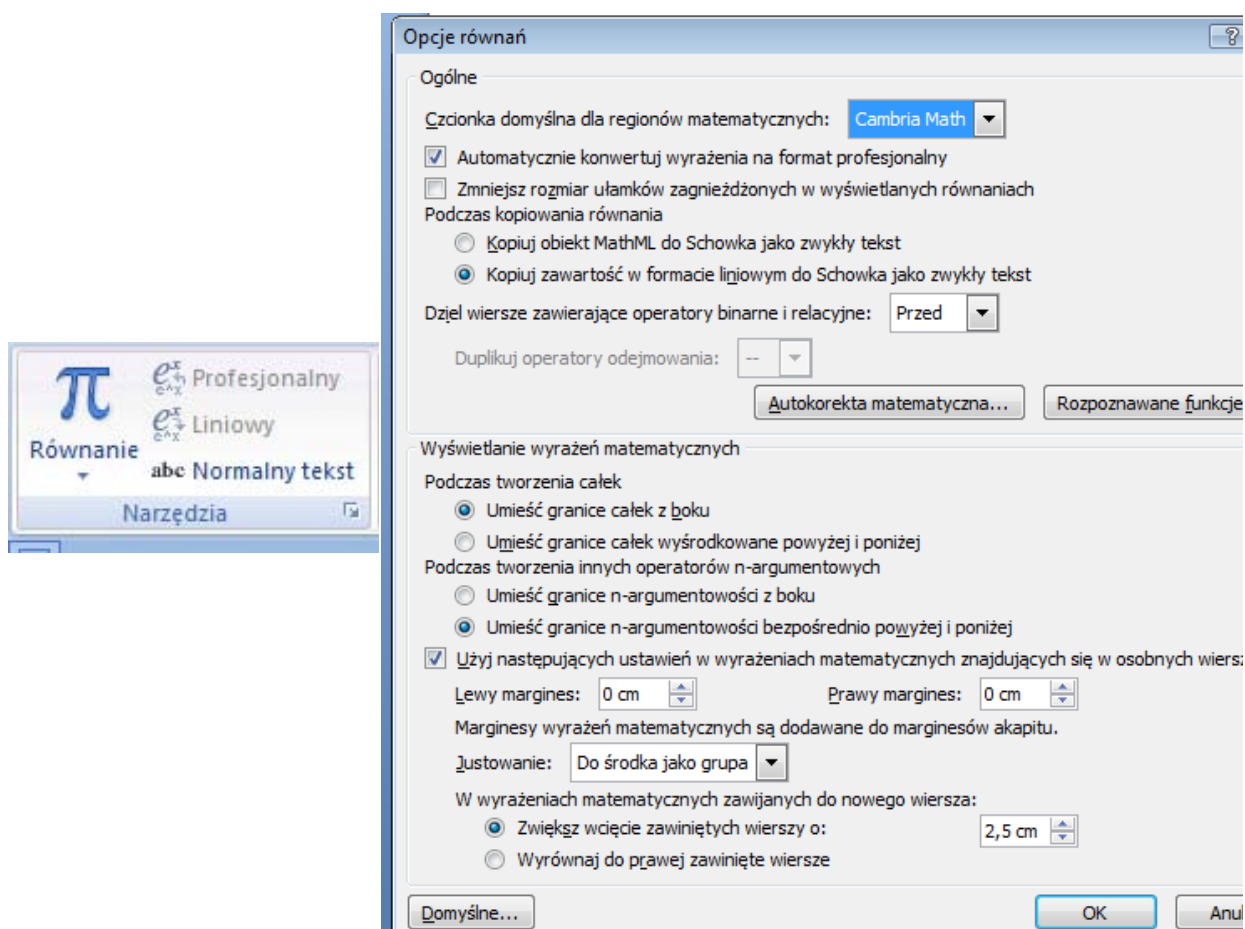 π Profesjonalny
Liniowy
Równanie
abc Normalny tekst
Narzędzia
Opcje równań
Ogólne
Czcionka domyślna dla regionów matematycznych: Cambria Math
Automatycznie konwertuj wyrażenia na format profesjonalny
Zmniejsz rozmiar ułamków zagnieżdżonych w wyświetlanych równaniach
Podczas kopiowania równania
Kopiuj obiekt MathML do Schowka jako zwykły tekst
Kopiuj zawartość w formacie liniowym do Schowka jako zwykły tekst
Dziel wiersze zawierające operatory binarne i relacyjne: Przed
Duplikuj operatory odejmowania: --
Autokorekta matematyczna... Rozpoznawane funkcje
Wyświetlanie wyrażeń matematycznych
Podczas tworzenia całek
Umieść granice całek z boku
Umieść granice całek wyśrodkowane powyżej i poniżej
Podczas tworzenia innych operatorów n-argumentowych
Umieść granice n-argumentowości z boku
Umieść granice n-argumentowości bezpośrednio powyżej i poniżej
Użyj następujących ustawień w wyrażeniach matematycznych znajdujących się w osobnych wiersz
Lewy margines: 0 cm Prawy margines: 0 cm
Marginesy wyrażeń matematycznych są dodawane do marginesów akapitu.
Justowanie: Do środka jako grupa
W wyrażeniach matematycznych zawijanych do nowego wiersza:
Zwiększ wcięcie zawiniętych wierszy o: 2,5 cm
Wyrównaj do prawej zawinięte wiersze
Domyślne... OK Anul